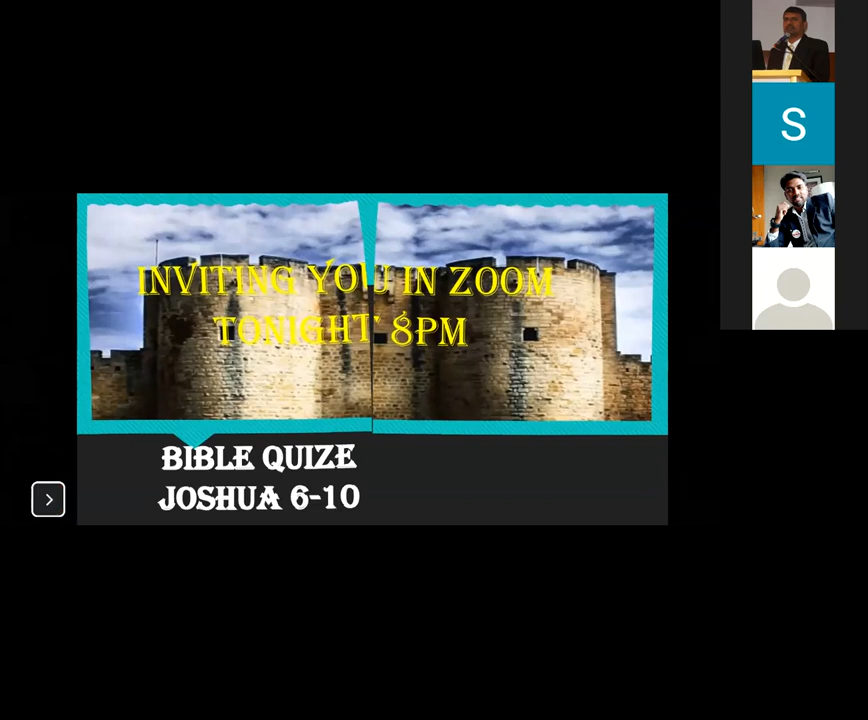 INVITING YOU IN ZOOM
TONIGHT 8PM
BIBLE QUIZE
JOSHUA 6-10
S